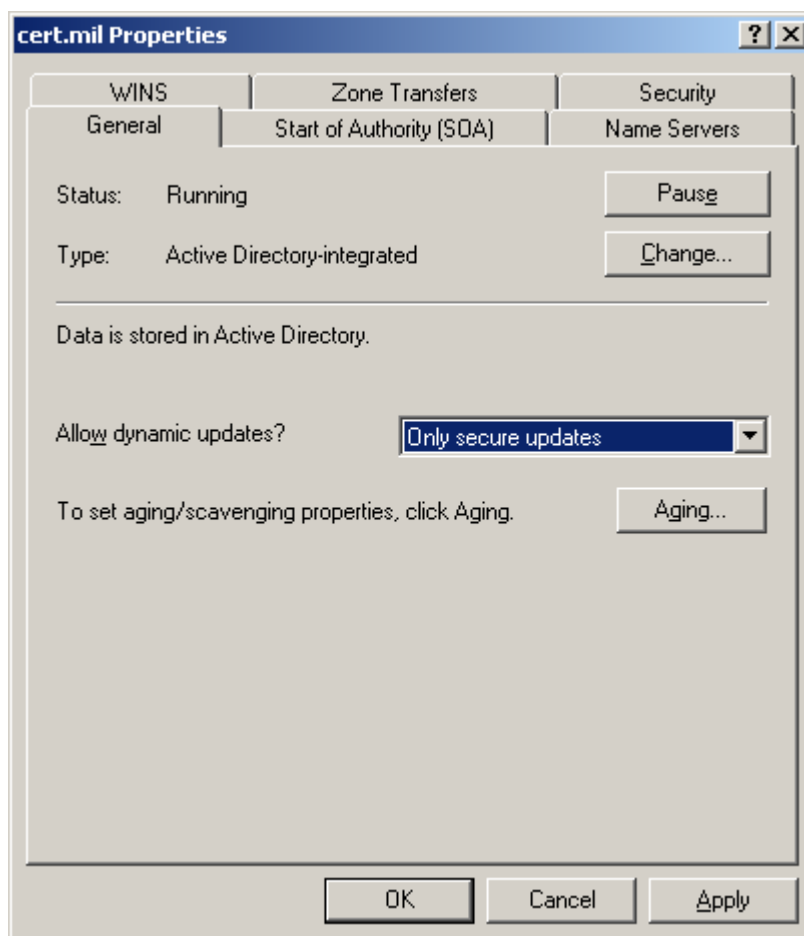 cert.mil Properties
WINS Zone Transfers Security
General Start of Authority (SOA) Name Servers
Status: Running Pause
Type: Active Directory-integrated Change...
Data is stored in Active Directory.
Allow dynamic updates? Only secure updates
To set aging/scavenging properties, click Aging. Aging...
OK Cancel Apply